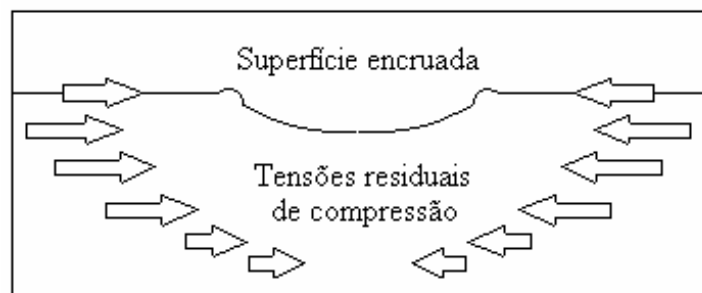 Superfície encruada
Tensões residuais
de compressão